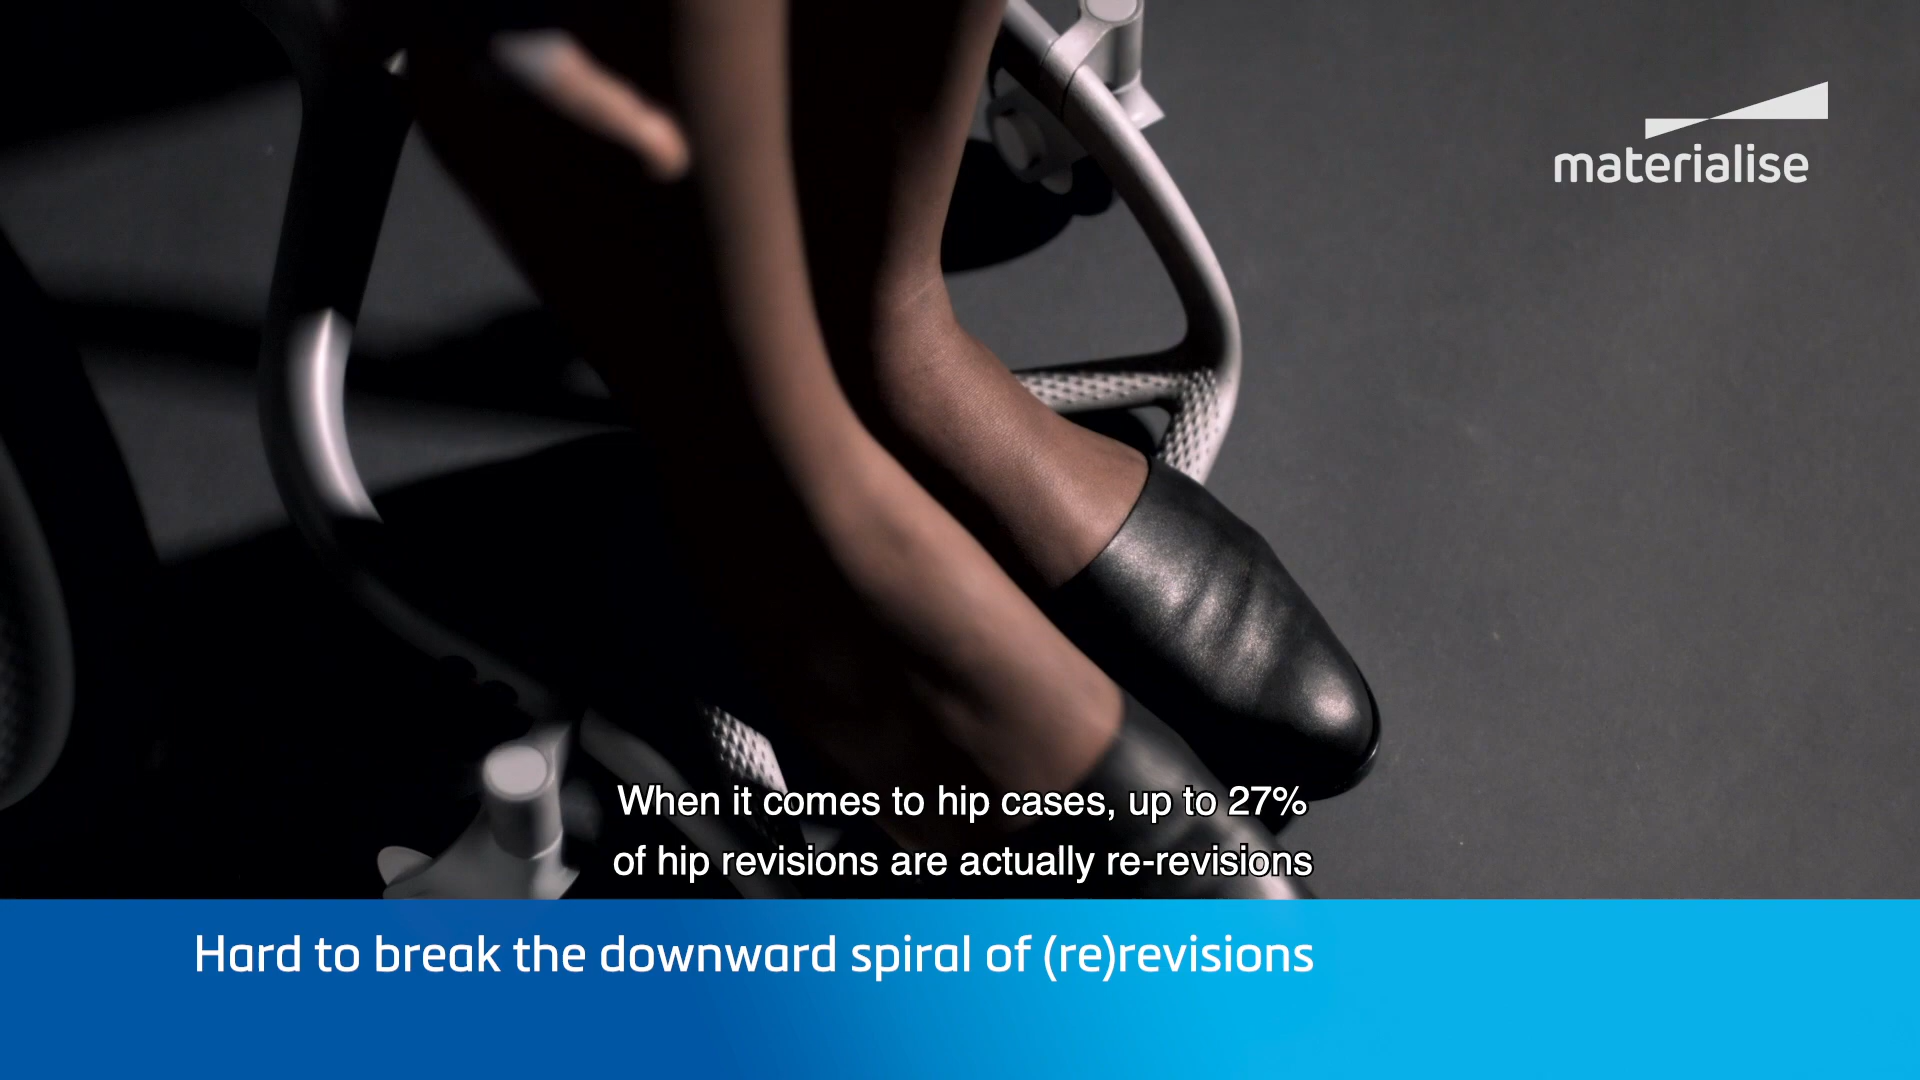 materialise
When it comes to hip cases, up to 27%
of hip revisions are actually re-revisions
Hard to break the downward spiral of (re)revisions